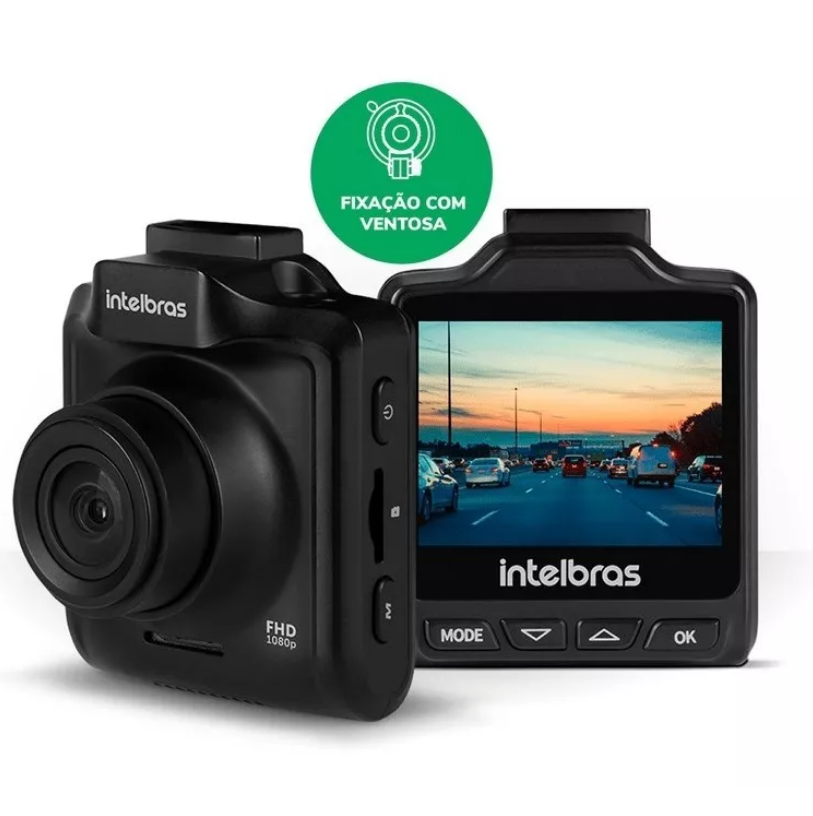 FIXAÇÃO COM
VENTOSA
intelbras
FHD
1080p
M
intelbras
MODE
OK